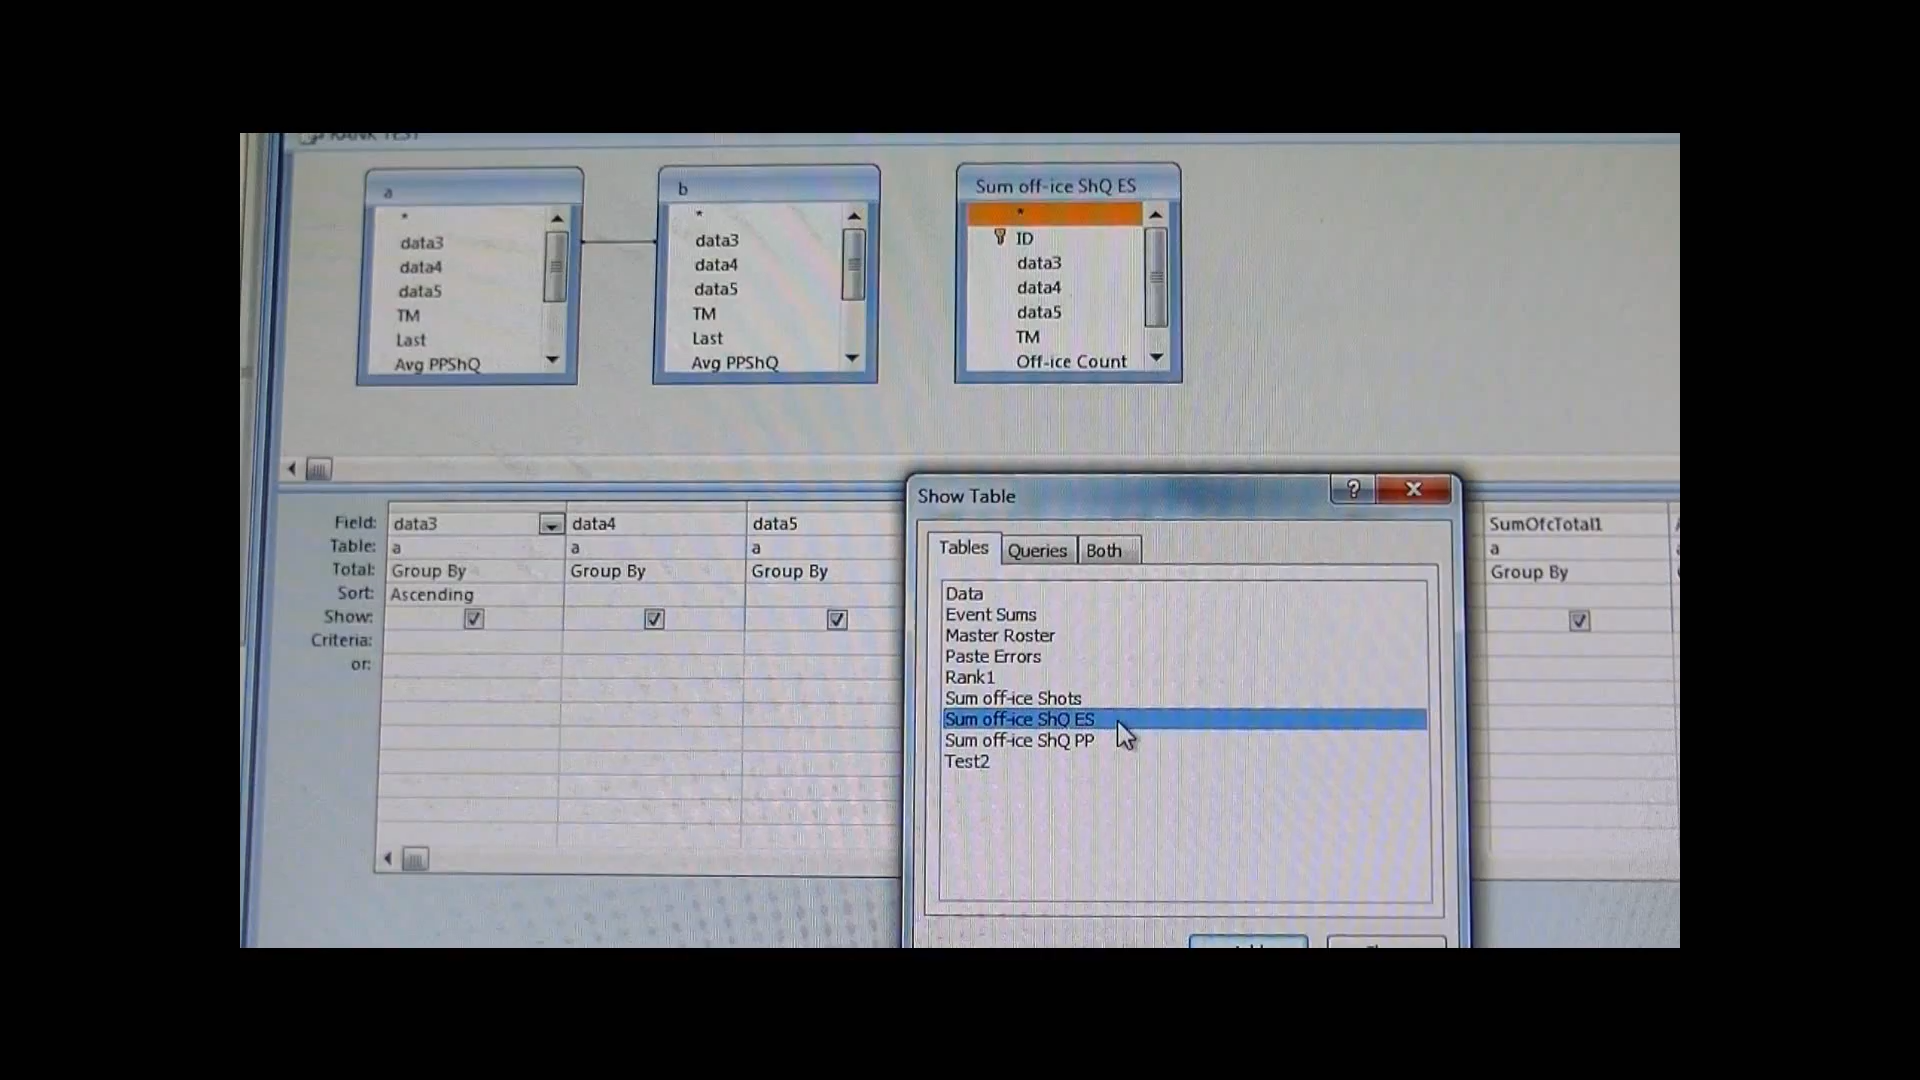 RANK TEST
a
*
data3
data4
data5
TM
Last
Avg PPShQ
b
*
data3
data4
data5
TM
Last
Avg PPShQ
Sum off-ice ShQ ES
*
ID
data3
data4
data5
TM
Off-ice Count
Field: data3 data4 data5 SumOfcTotal1
Table: a a a a
Total: Group By Group By Group By Group By
Sort: Ascending
Show:
Criteria:
or:
Show Table
?
Tables Queries Both
Data
Event Sums
Master Roster
Paste Errors
Rank1
Sum off-ice Shots
Sum off-ice ShQ ES
Sum off-ice ShQ PP
Test2